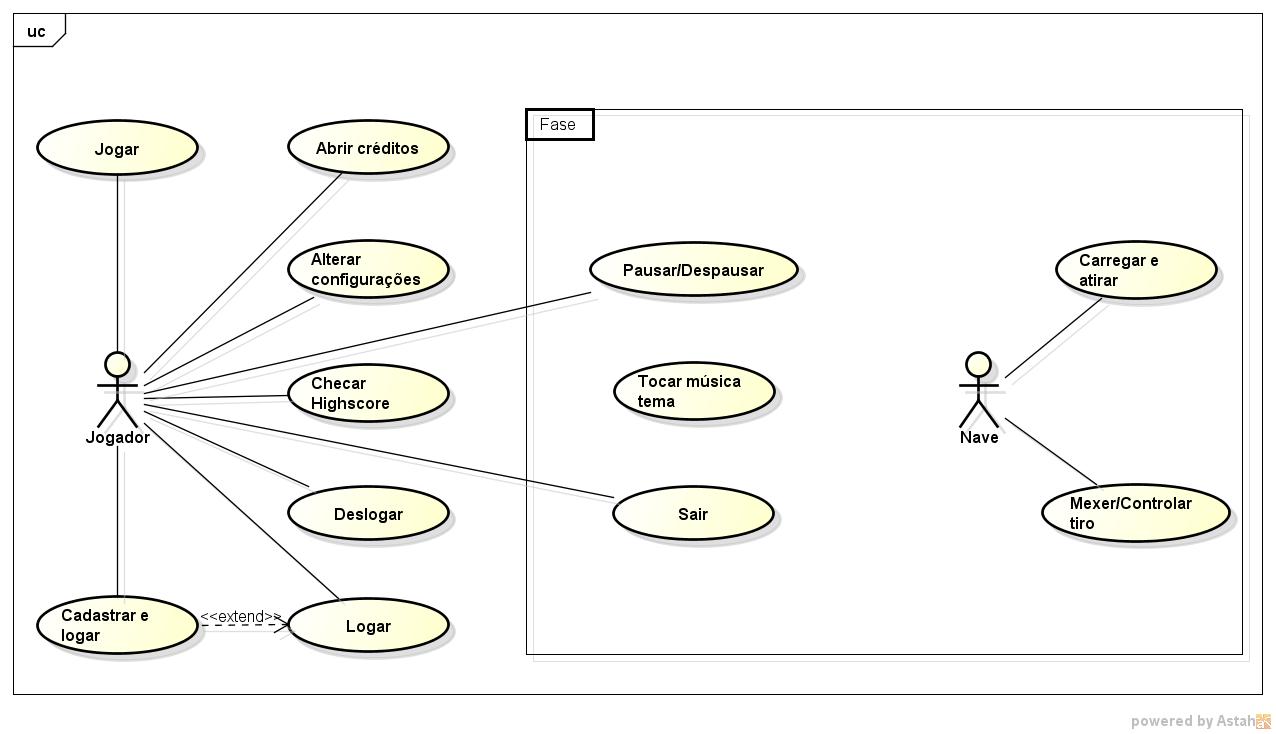 uc
Fase
Jogar
Abrir créditos
Alterar
configurações
Pausar/Despausar
Carregar e
atirar
Checar
Highscore
Tocar música
tema
Jogador
Nave
Deslogar
Sair
Mexer/Controlar
tiro
Cadastrar e
logar
<<extend>>
Logar
powered by Astah